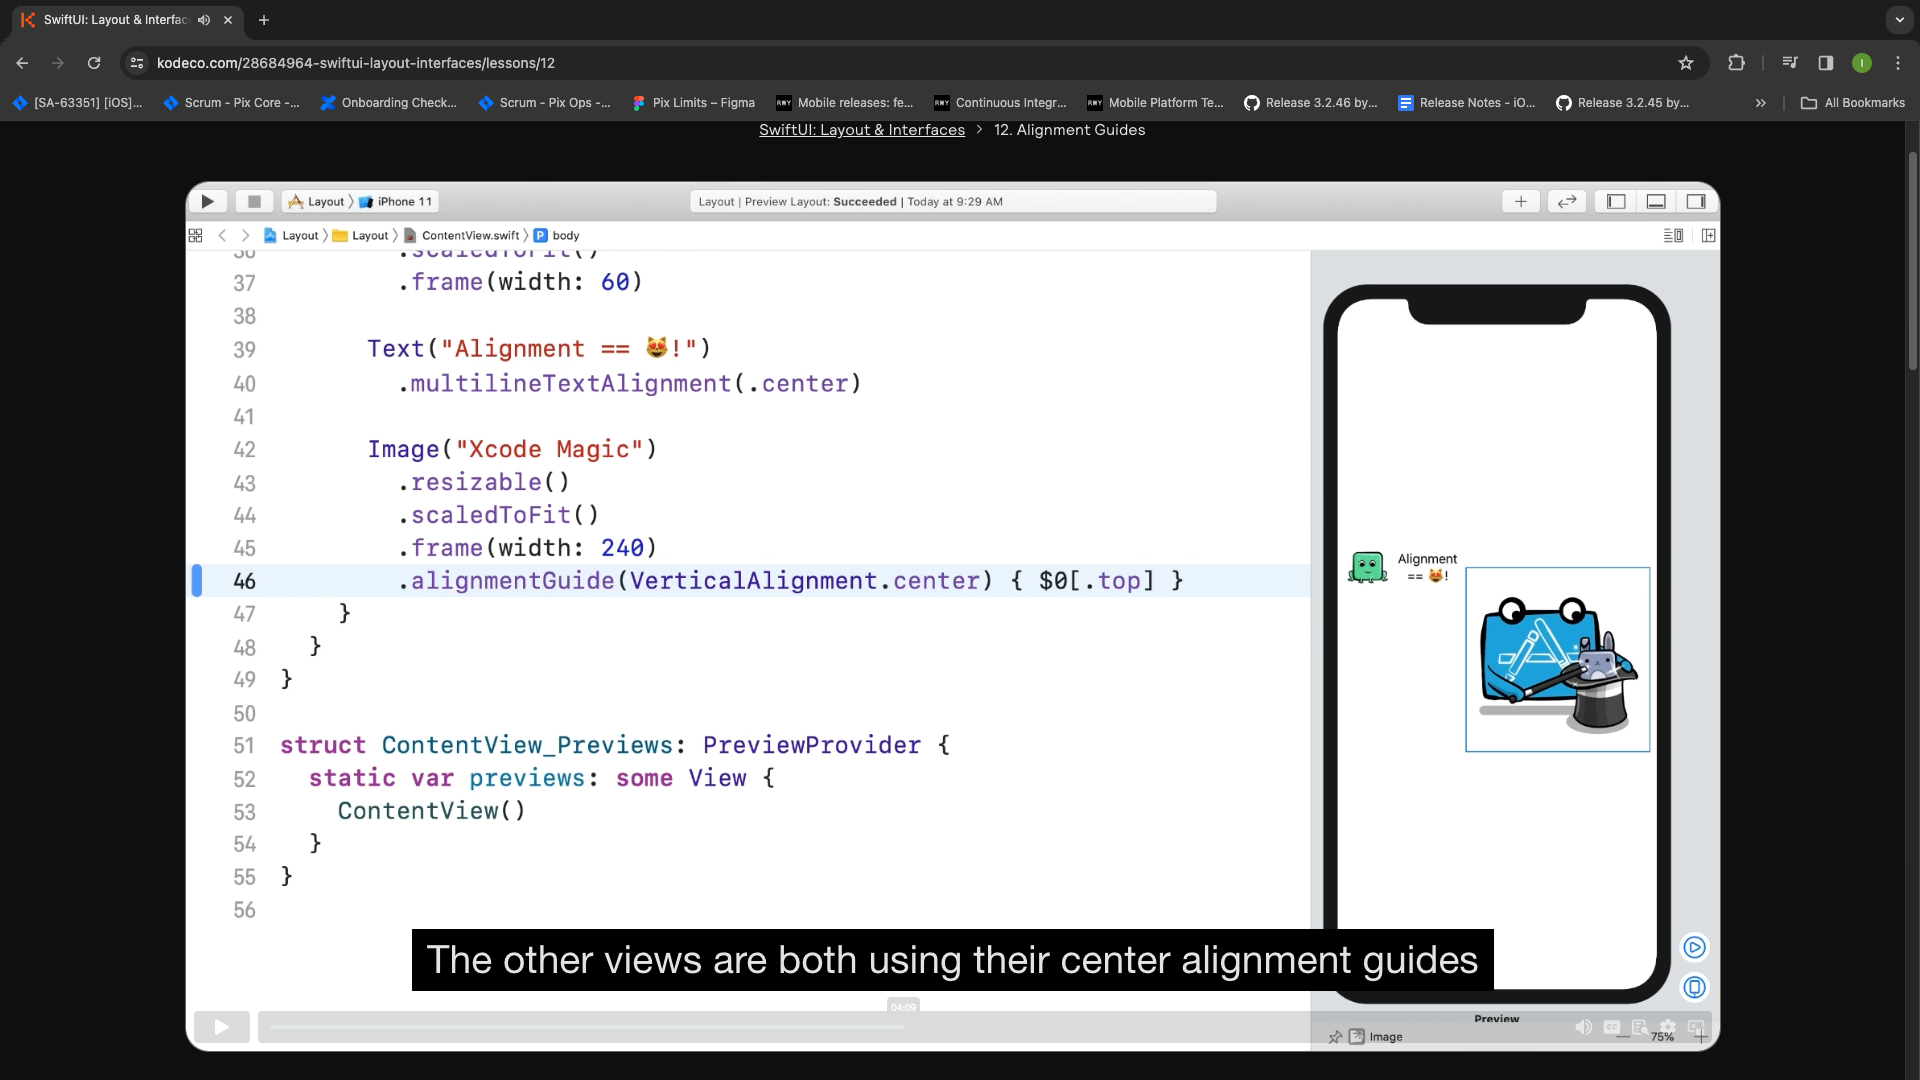 SwiftUI: Layout & Interfac
kodeco.com/28684964-swiftui-layout-interfaces/lessons/12
[SA-63351] [iOS]...
Scrum - Pix Core -...
Onboarding Check...
Scrum - Pix Ops -...
Pix Limits – Figma
RWY
Mobile releases: fe...
RWY
Continuous Integr...
RWY
Mobile Platform Te...
Release 3.2.46 by...
Release Notes - iO...
Release 3.2.45 by...
»
All Bookmarks
SwiftUI: Layout & Interfaces > 12. Alignment Guides
Layout > iPhone 11
Layout | Preview Layout: Succeeded | Today at 9:29 AM
Layout > Layout > ContentView.swift > P body
36 .scaledToFit()
37 .frame(width: 60)
38
39 Text("Alignment == 😻!")
40 .multilineTextAlignment(.center)
41
42 Image("Xcode Magic")
43 .resizable()
44 .scaledToFit()
45 .frame(width: 240)
46 .alignmentGuide(VerticalAlignment.center) { $0[.top] }
47 }
48 }
49 }
50
51 struct ContentView_Previews: PreviewProvider {
52 static var previews: some View {
53 ContentView()
54 }
55 }
56
Alignment
== 😻!
The other views are both using their center alignment guides
04:09
Preview
Image
75%